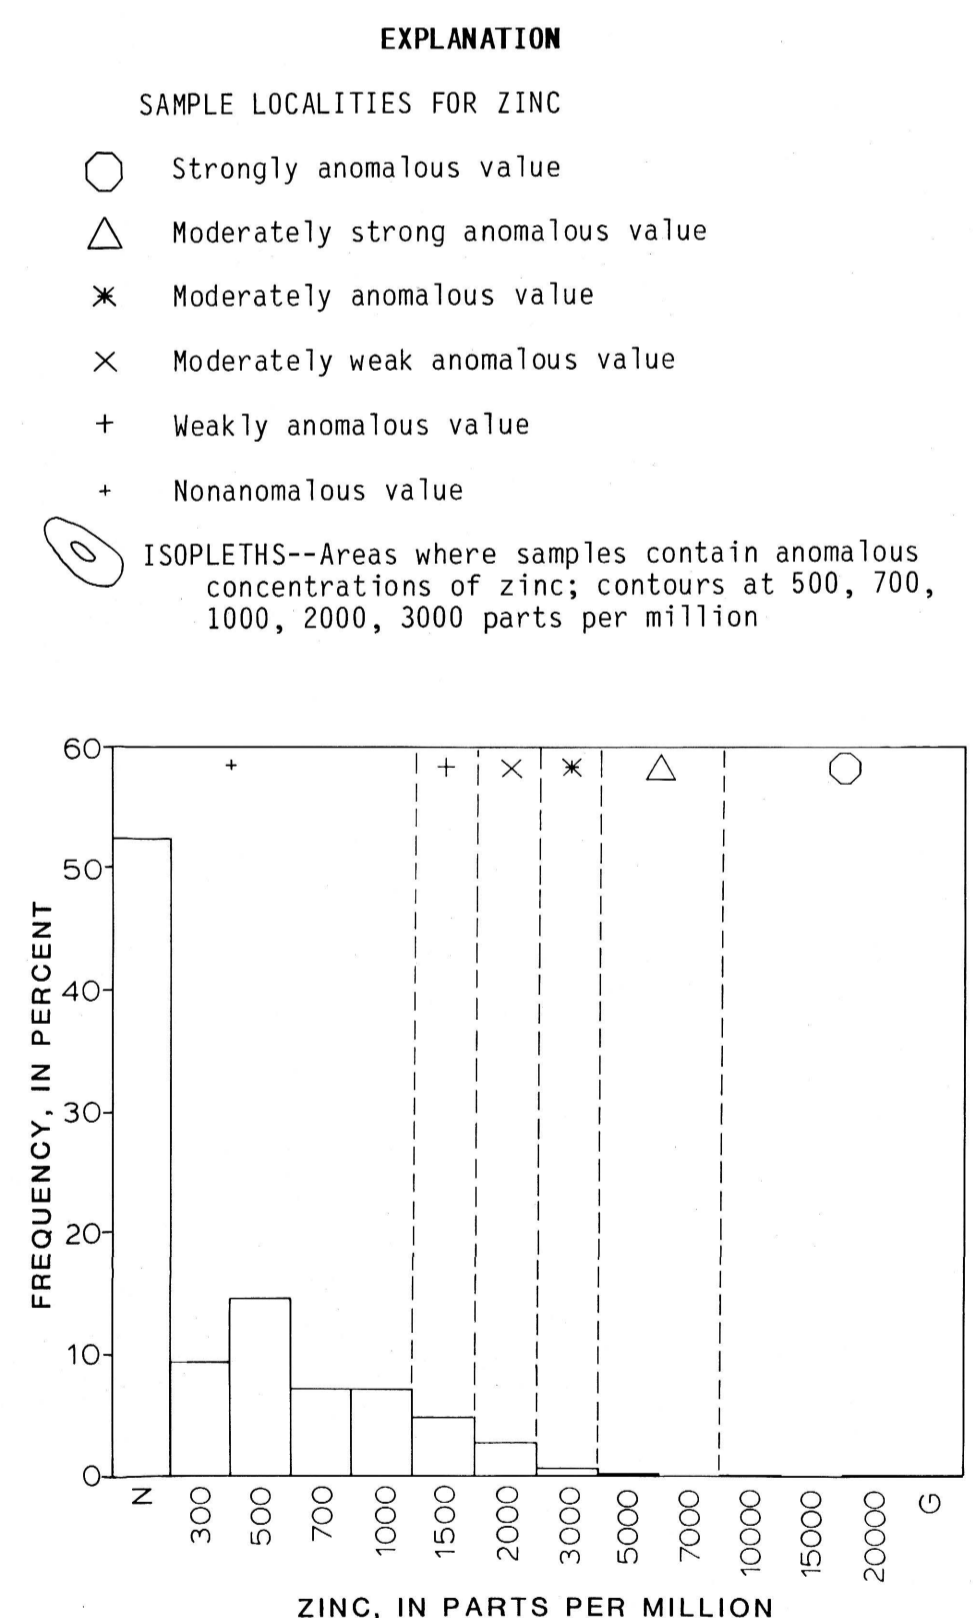 EXPLANATION
SAMPLE LOCALITIES FOR ZINC
Strongly anomalous value
Moderately strong anomalous value
Moderately anomalous value
Moderately weak anomalous value
Weakly anomalous value
Nonanomalous value
ISOPLETHS--Areas where samples contain anomalous
concentrations of zinc; contours at 500, 700,
1000, 2000, 3000 parts per million
60
50
40
30
20
10
0
FREQUENCY, IN PERCENT
N
300
500
700
1000
1500
2000
3000
5000
7000
10000
15000
20000
G
ZINC, IN PARTS PER MILLION